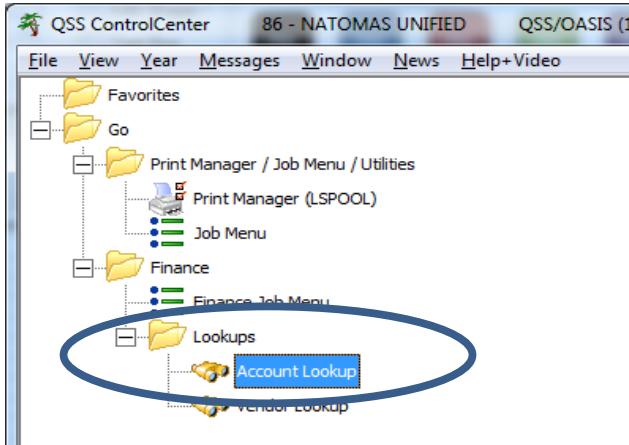 QSS ControlCenter 86 - NATOMAS UNIFIED QSS/OASIS (1
File View Year Messages Window News Help+Video
Favorites
Go
Print Manager / Job Menu / Utilities
Print Manager (LSPOOL)
Job Menu
Finance
Finance Job Menu
Lookups
Account Lookup
Vendor Lookup